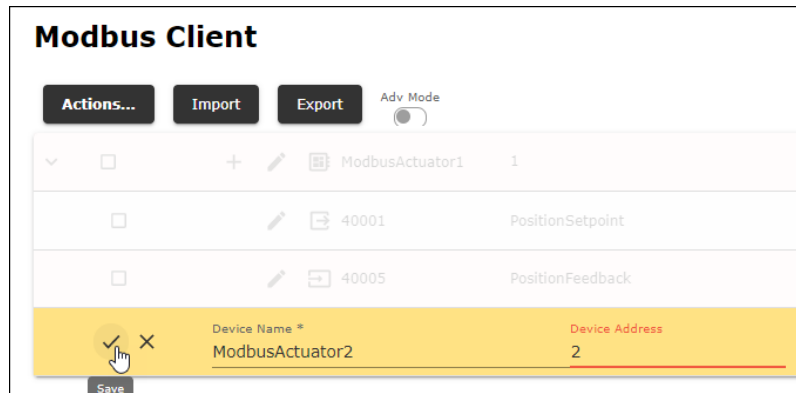 Modbus Client
Actions... Import Export Adv Mode
ModbusActuator1 1
40001 PositionSetpoint
40005 PositionFeedback
Device Name * Device Address
ModbusActuator2 2
Save